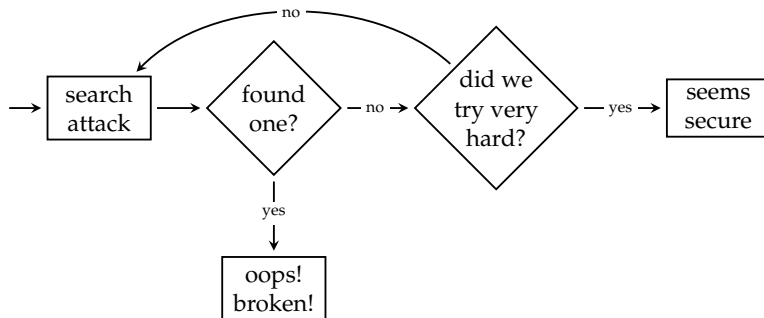 no
search
attack
found
one?
no
did we
try very
hard?
yes
seems
secure
yes
oops!
broken!